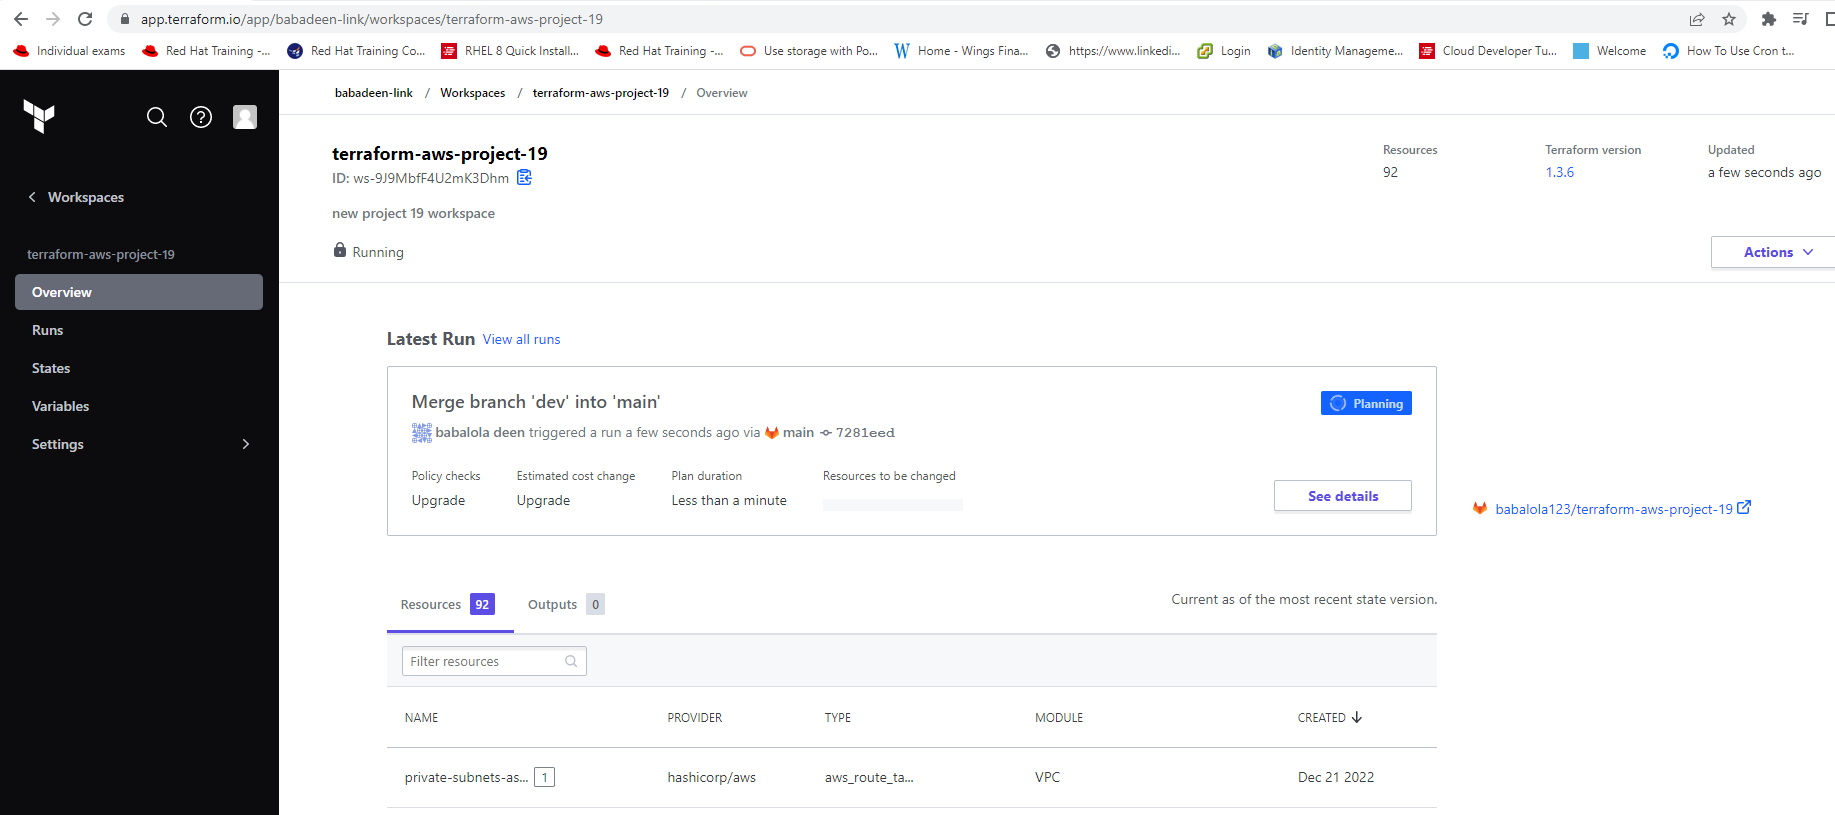 app.terraform.io/app/babadeen-link/workspaces/terraform-aws-project-19
Individual exams Red Hat Training -... Red Hat Training Co... RHEL 8 Quick Install... Red Hat Training -... Use storage with Po... Home - Wings Fina... https://www.linkedi... Login Identity Manageme... Cloud Developer Tu... Welcome How To Use Cron t...
babadeen-link / Workspaces / terraform-aws-project-19 / Overview
Workspaces
terraform-aws-project-19
Overview
Runs
States
Variables
Settings
terraform-aws-project-19
ID: ws-9J9MbfF4U2mK3Dhm
new project 19 workspace
Running
Resources
92
Terraform version
1.3.6
Updated
a few seconds ago
Actions
Latest Run View all runs
Merge branch 'dev' into 'main'
Planning
babalola deen triggered a run a few seconds ago via main 7281eed
Policy checks Estimated cost change Plan duration Resources to be changed
Upgrade Upgrade Less than a minute
See details
babalola123/terraform-aws-project-19
Resources 92 Outputs 0
Current as of the most recent state version.
Filter resources
NAME PROVIDER TYPE MODULE CREATED
private-subnets-as... 1 hashicorp/aws aws_route_ta... VPC Dec 21 2022